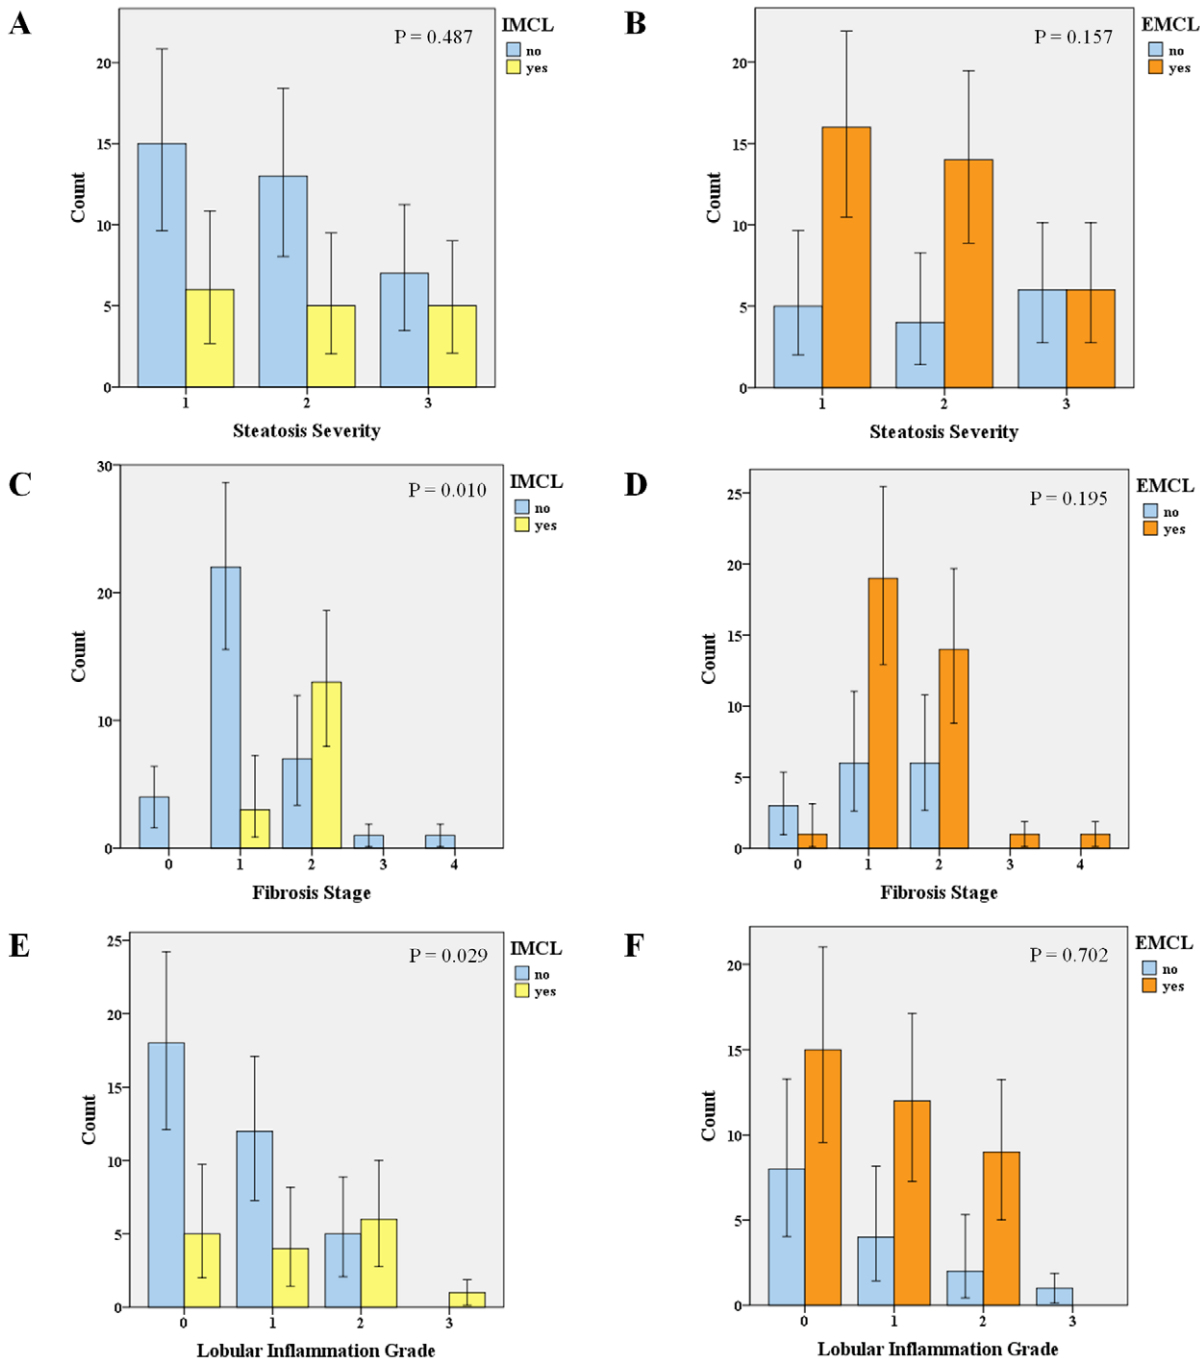 A
P = 0.487
IMCL
no
yes
20
15
10
5
0
Count
1 2 3
Steatosis Severity
B
P = 0.157
EMCL
no
yes
20
15
10
5
0
Count
1 2 3
Steatosis Severity
C
P = 0.010
IMCL
no
yes
30
20
10
0
Count
0 1 2 3 4
Fibrosis Stage
D
P = 0.195
EMCL
no
yes
25
20
15
10
5
0
Count
0 1 2 3 4
Fibrosis Stage
E
P = 0.029
IMCL
no
yes
25
20
15
10
5
0
Count
0 1 2 3
Lobular Inflammation Grade
F
P = 0.702
EMCL
no
yes
20
15
10
5
0
Count
0 1 2 3
Lobular Inflammation Grade